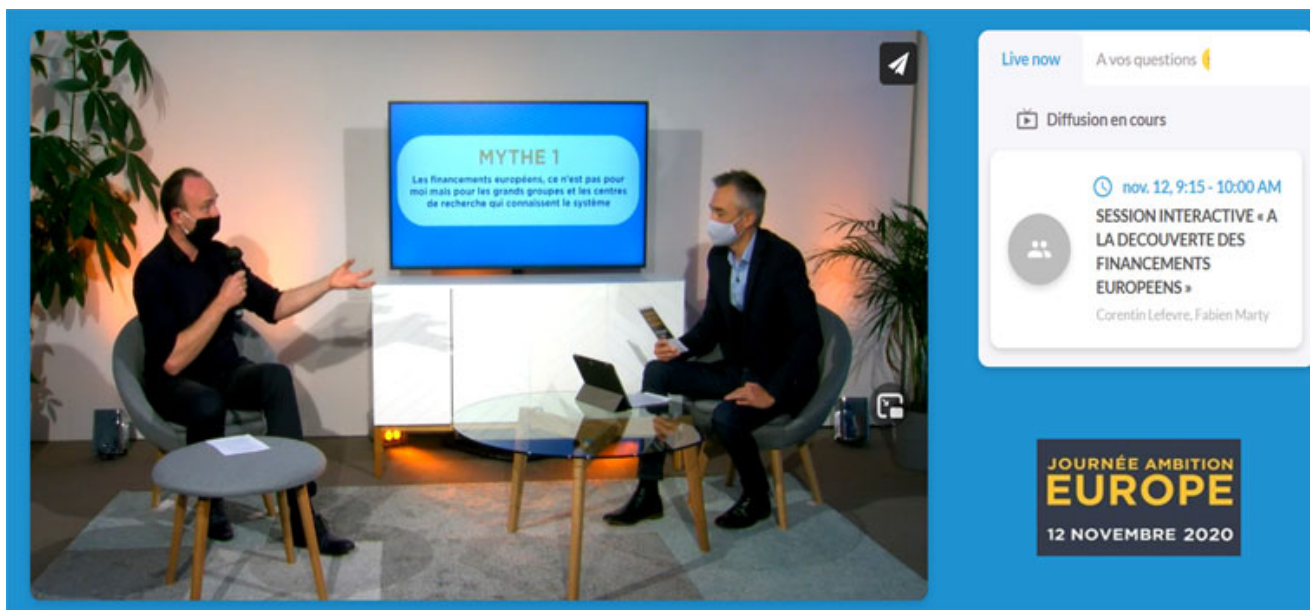 MYTHE 1
Les financements européens, ce n'est pas pour
moi mais pour les grands groupes et les centres
de recherche qui connaissent le système
Live now
A vos questions
Diffusion en cours
nov. 12, 9:15 - 10:00 AM
SESSION INTERACTIVE « A
LA DECOUVERTE DES
FINANCEMENTS
EUROPEENS »
Corentin Lefevre, Fabien Marty
JOURNÉE AMBITION
EUROPE
12 NOVEMBRE 2020